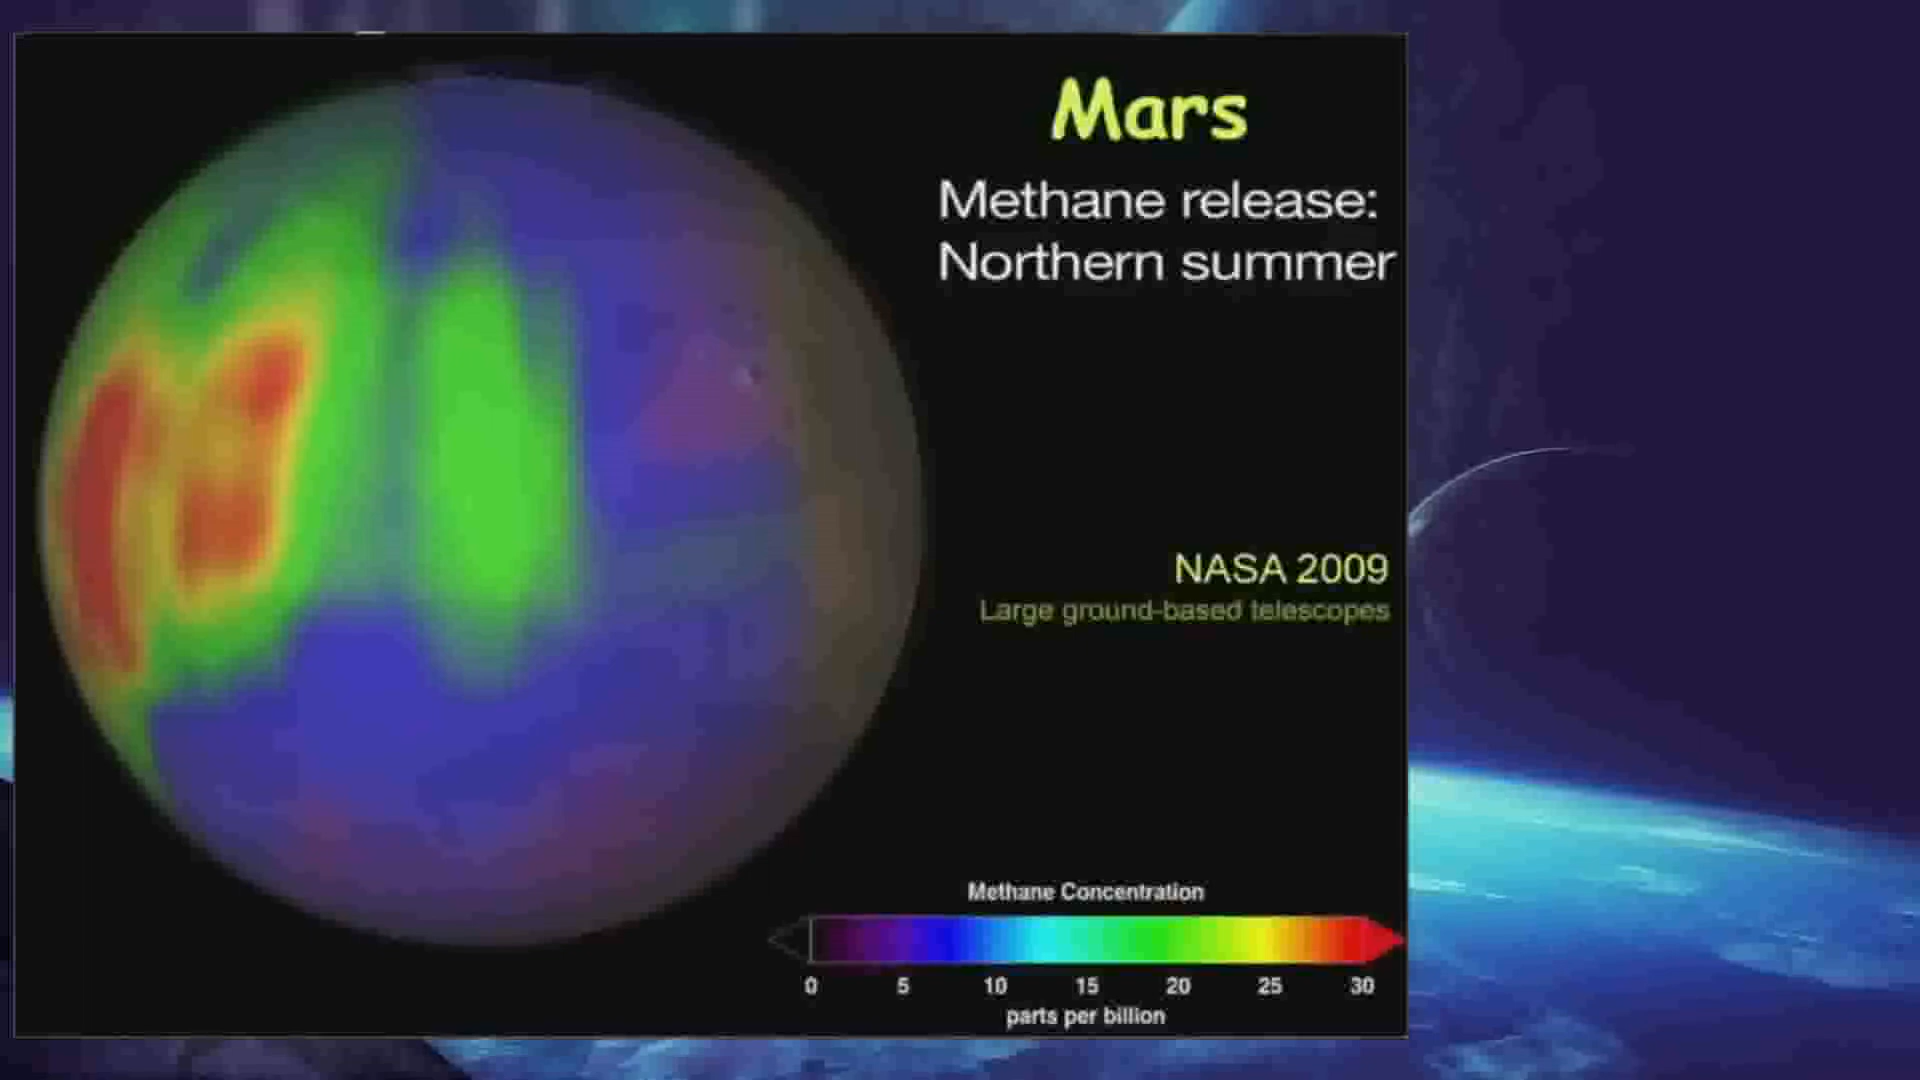 Mars
Methane release:
Northern summer
NASA 2009
Large ground-based telescopes
Methane Concentration
0 5 10 15 20 25 30
parts per billion